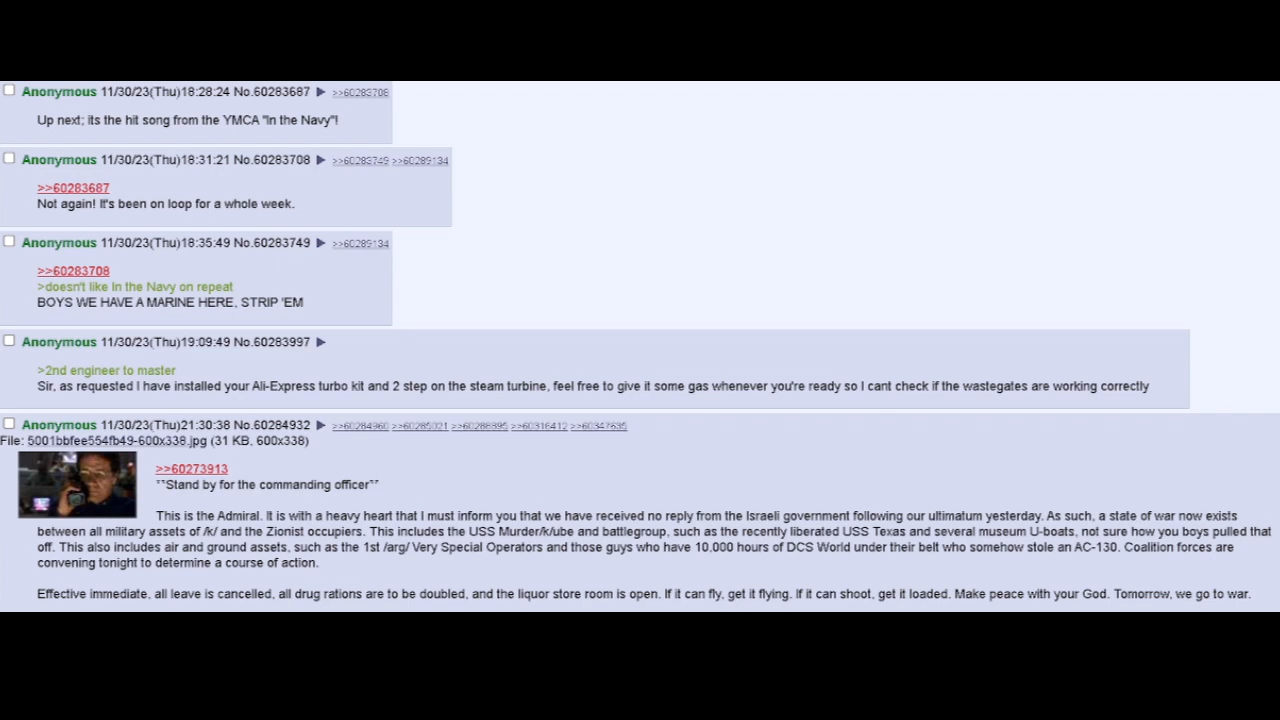 Anonymous 11/30/23(Thu)18:28:24 No.60283687 ▶ >>60283708
Up next; its the hit song from the YMCA "In the Navy"!
Anonymous 11/30/23(Thu)18:31:21 No.60283708 ▶ >>60283749 >>60289134
>>60283687
Not again! It's been on loop for a whole week.
Anonymous 11/30/23(Thu)18:35:49 No.60283749 ▶ >>60289134
>>60283708
>doesn't like In the Navy on repeat
BOYS WE HAVE A MARINE HERE, STRIP 'EM
Anonymous 11/30/23(Thu)19:09:49 No.60283997 ▶
>2nd engineer to master
Sir, as requested I have installed your Ali-Express turbo kit and 2 step on the steam turbine, feel free to give it some gas whenever you're ready so I cant check if the wastegates are working correctly
Anonymous 11/30/23(Thu)21:30:38 No.60284932 ▶ >>60284960 >>60285021 >>60286395 >>60316412 >>60347635
File: 5001bbfee554fb49-600x338.jpg (31 KB, 600x338)
>>60273913
""Stand by for the commanding officer""
This is the Admiral. It is with a heavy heart that I must inform you that we have received no reply from the Israeli government following our ultimatum yesterday. As such, a state of war now exists
between all military assets of /k/ and the Zionist occupiers. This includes the USS Murder/k/ube and battlegroup, such as the recently liberated USS Texas and several museum U-boats, not sure how you boys pulled that
off. This also includes air and ground assets, such as the 1st /arg/ Very Special Operators and those guys who have 10,000 hours of DCS World under their belt who somehow stole an AC-130. Coalition forces are
convening tonight to determine a course of action.
Effective immediate, all leave is cancelled, all drug rations are to be doubled, and the liquor store room is open. If it can fly, get it flying. If it can shoot, get it loaded. Make peace with your God. Tomorrow, we go to war.